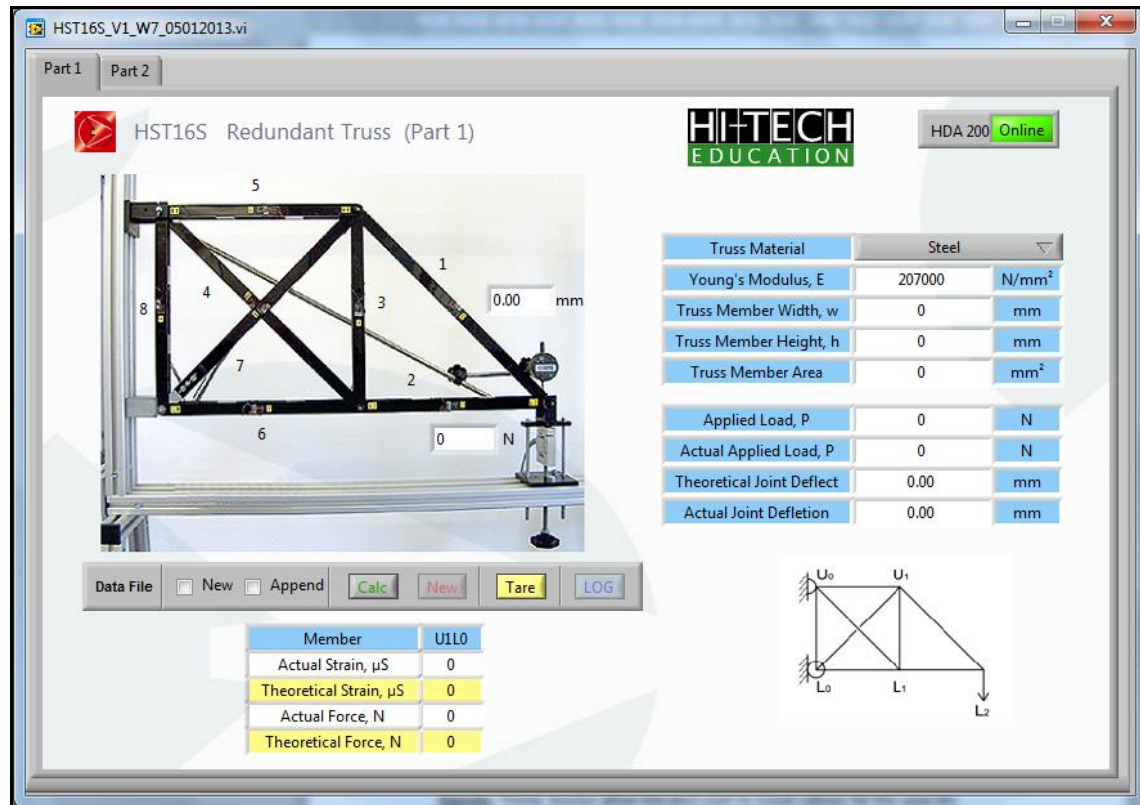 HST16S_V1_W7_05012013.vi
Part 1
Part 2
HST16S Redundant Truss (Part 1)
HI-TECH
EDUCATION
HDA 200 Online
5
4
1
3
8
7
2
6
0.00 mm
0 N
Truss Material Steel
Young's Modulus, E 207000 N/mm²
Truss Member Width, w 0 mm
Truss Member Height, h 0 mm
Truss Member Area 0 mm²
Applied Load, P 0 N
Actual Applied Load, P 0 N
Theoretical Joint Deflect 0.00 mm
Actual Joint Defletion 0.00 mm
Data File New Append Calc New Tare LOG
Member U1L0
Actual Strain, µS 0
Theoretical Strain, µS 0
Actual Force, N 0
Theoretical Force, N 0
U₀ U₁
L₀ L₁
L₂